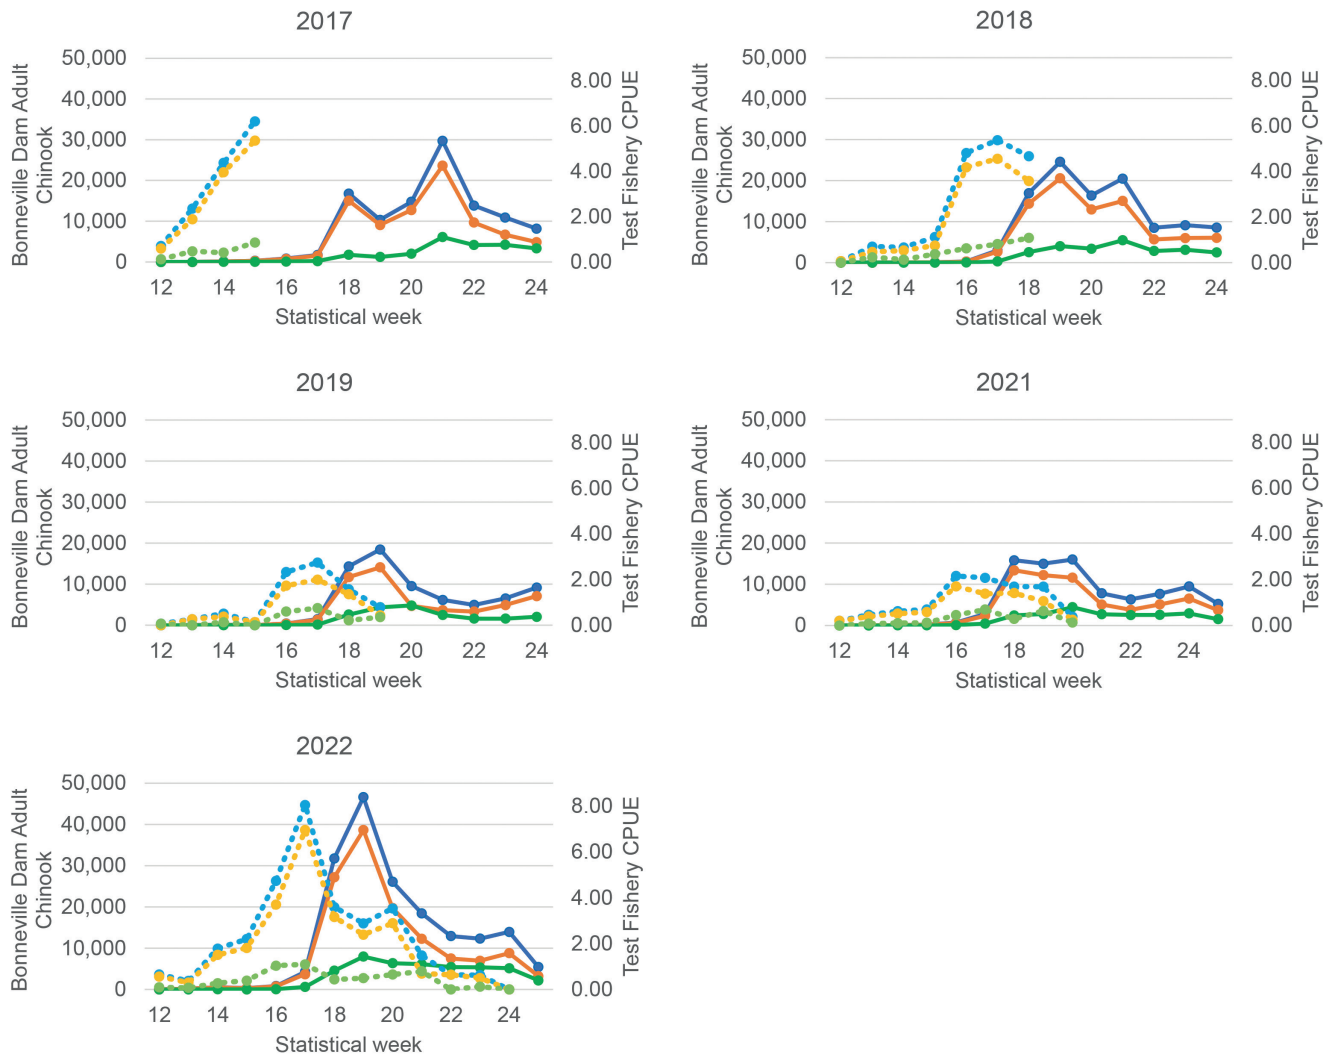 2017
50,000
40,000
30,000
20,000
10,000
0
Bonneville Dam Adult
Chinook
8.00
6.00
4.00
2.00
0.00
Test Fishery CPUE
12 14 16 18 20 22 24
Statistical week
2018
50,000
40,000
30,000
20,000
10,000
0
Bonneville Dam Adult
Chinook
8.00
6.00
4.00
2.00
0.00
Test Fishery CPUE
12 14 16 18 20 22 24
Statistical week
2019
50,000
40,000
30,000
20,000
10,000
0
Bonneville Dam Adult
Chinook
8.00
6.00
4.00
2.00
0.00
Test Fishery CPUE
12 14 16 18 20 22 24
Statistical week
2021
50,000
40,000
30,000
20,000
10,000
0
Bonneville Dam Adult
Chinook
8.00
6.00
4.00
2.00
0.00
Test Fishery CPUE
12 14 16 18 20 22 24
Statistical week
2022
50,000
40,000
30,000
20,000
10,000
0
Bonneville Dam Adult
Chinook
8.00
6.00
4.00
2.00
0.00
Test Fishery CPUE
12 14 16 18 20 22 24
Statistical week